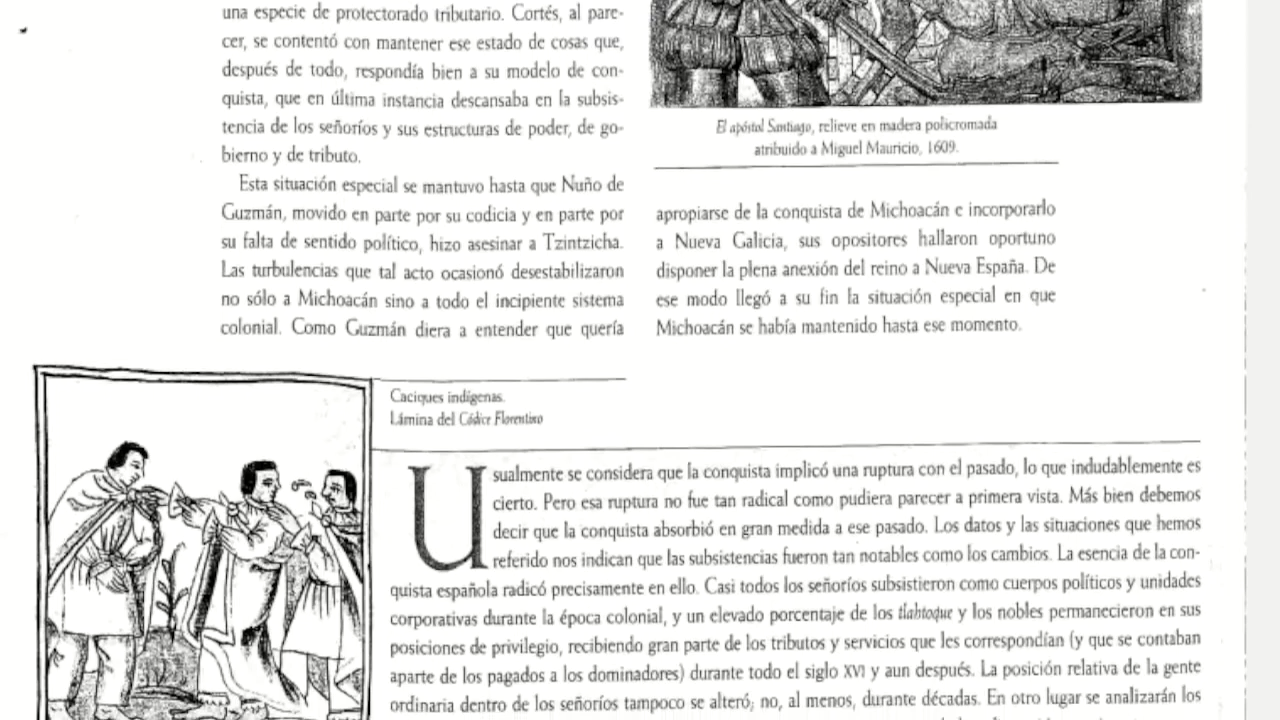 una especie de protectorado tributario. Cortés, al pare-
cer, se contentó con mantener ese estado de cosas que,
después de todo, respondía bien a su modelo de con-
quista, que en última instancia descansaba en la subsis-
tencia de los señoríos y sus estructuras de poder, de go-
bierno y de tributo.
Esta situación especial se mantuvo hasta que Nuño de
Guzmán, movido en parte por su codicia y en parte por
su falta de sentido político, hizo asesinar a Tzintzicha.
Las turbulencias que tal acto ocasionó desestabilizaron
no sólo a Michoacán sino a todo el incipiente sistema
colonial. Como Guzmán diera a entender que quería
El apóstol Santiago, relieve en madera policromada
atribuido a Miguel Mauricio, 1609.
apropiarse de la conquista de Michoacán e incorporarlo
a Nueva Galicia, sus opositores hallaron oportuno
disponer la plena anexión del reino a Nueva España. De
ese modo llegó a su fin la situación especial en que
Michoacán se había mantenido hasta ese momento.
Caciques indígenas.
Lámina del Códice Florentino
Usualmente se considera que la conquista implicó una ruptura con el pasado, lo que indudablemente es
cierto. Pero esa ruptura no fue tan radical como pudiera parecer a primera vista. Más bien debemos
decir que la conquista absorbió en gran medida a ese pasado. Los datos y las situaciones que hemos
referido nos indican que las subsistencias fueron tan notables como los cambios. La esencia de la con-
quista española radicó precisamente en ello. Casi todos los señoríos subsistieron como cuerpos políticos y unidades
corporativas durante la época colonial, y un elevado porcentaje de los tlahtoque y los nobles permanecieron en sus
posiciones de privilegio, recibiendo gran parte de los tributos y servicios que les correspondían (y que se contaban
aparte de los pagados a los dominadores) durante todo el siglo XVI y aun después. La posición relativa de la gente
ordinaria dentro de los señoríos tampoco se alteró; no, al menos, durante décadas. En otro lugar se analizarán los